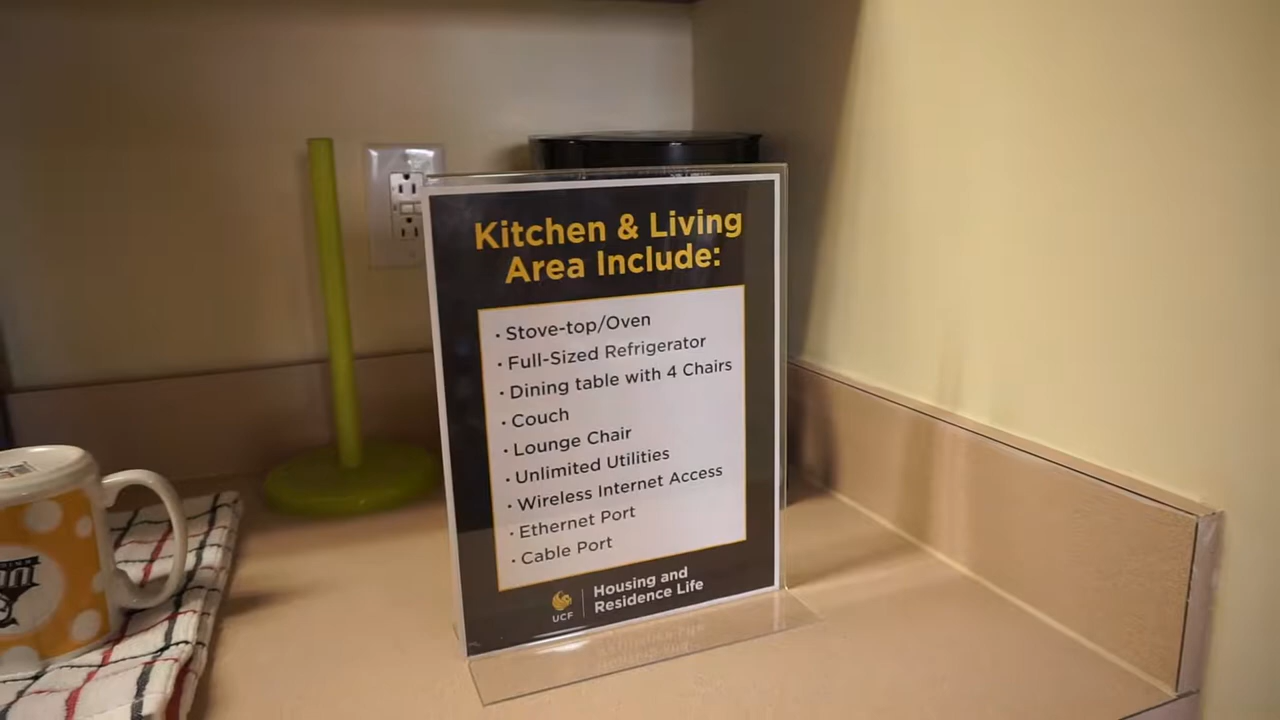 Kitchen & Living
Area Include:
· Stove-top/Oven
· Full-Sized Refrigerator
· Dining table with 4 Chairs
· Couch
· Lounge Chair
· Unlimited Utilities
· Wireless Internet Access
· Ethernet Port
· Cable Port
UCF
Housing and
Residence Life